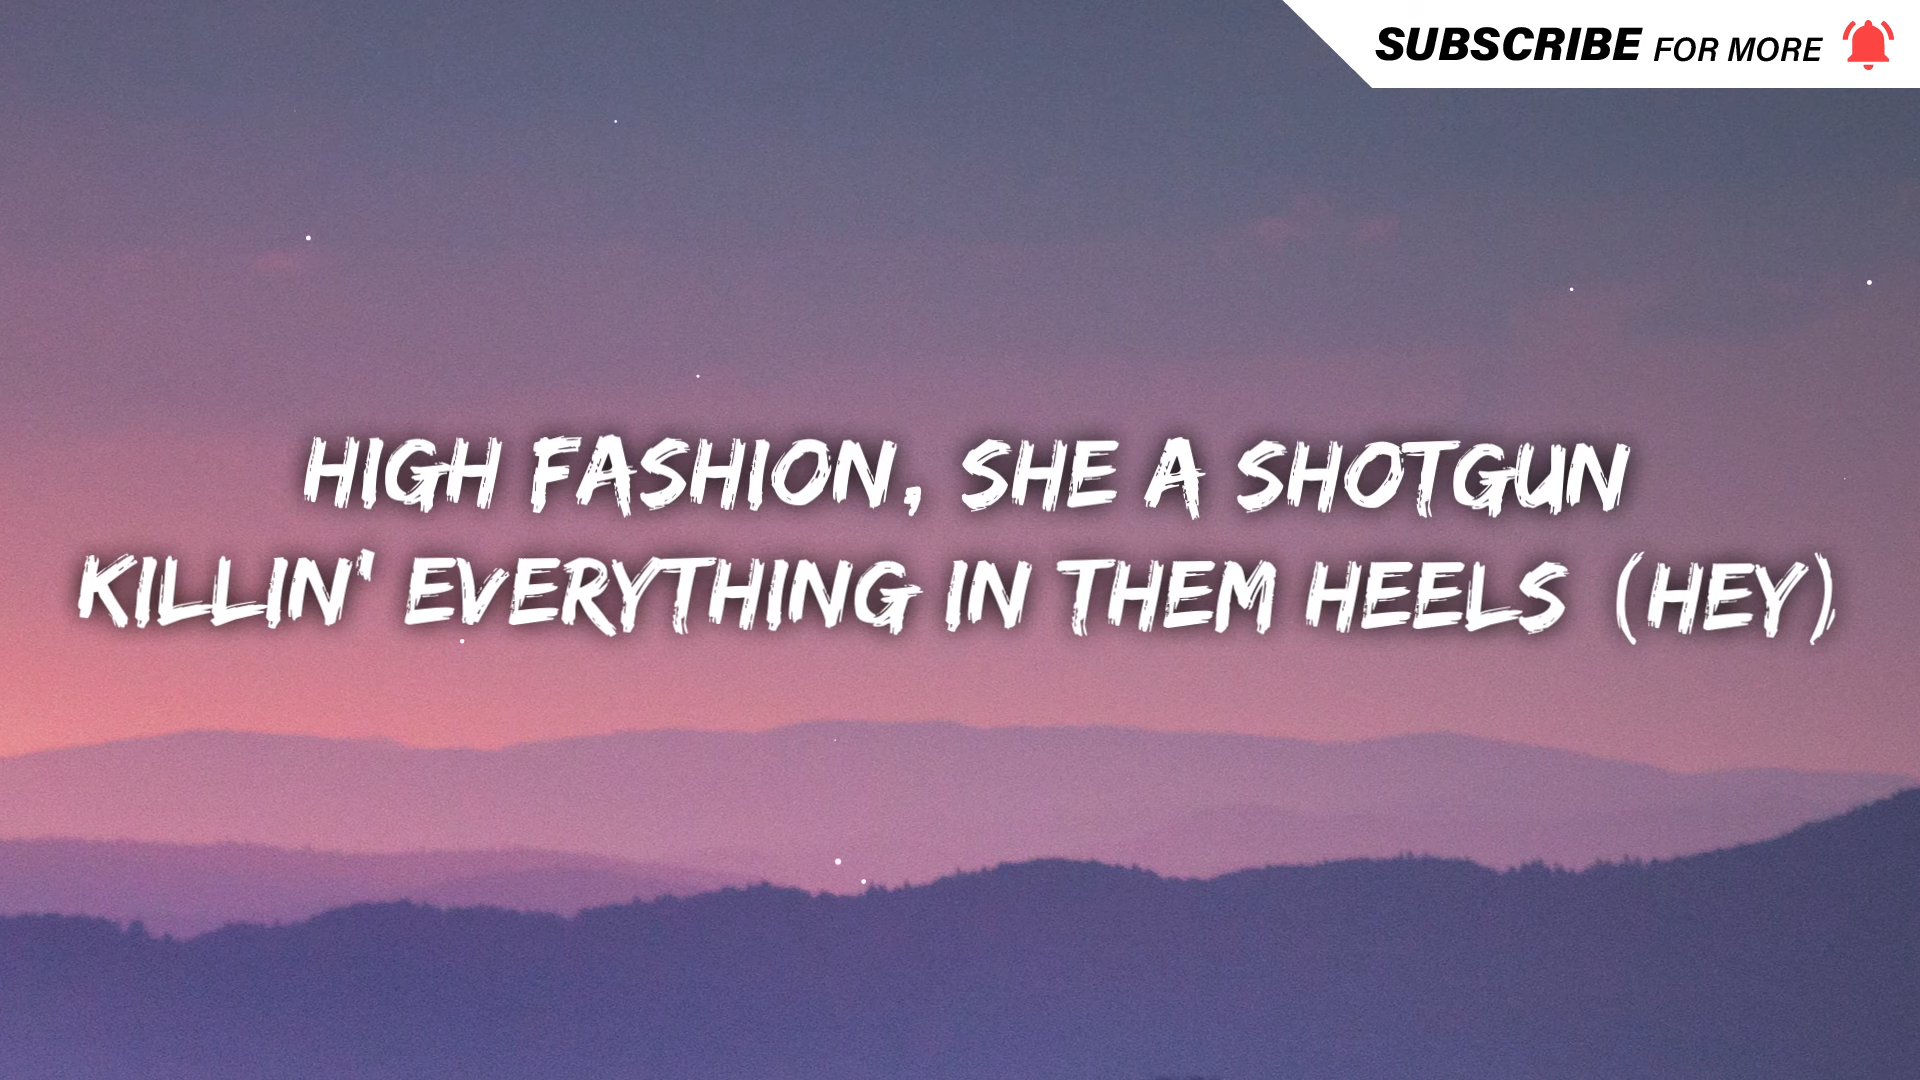 SUBSCRIBE FOR MORE
HIGH FASHION, SHE A SHOTGUN
KILLIN' EVERYTHING IN THEM HEELS (HEY)